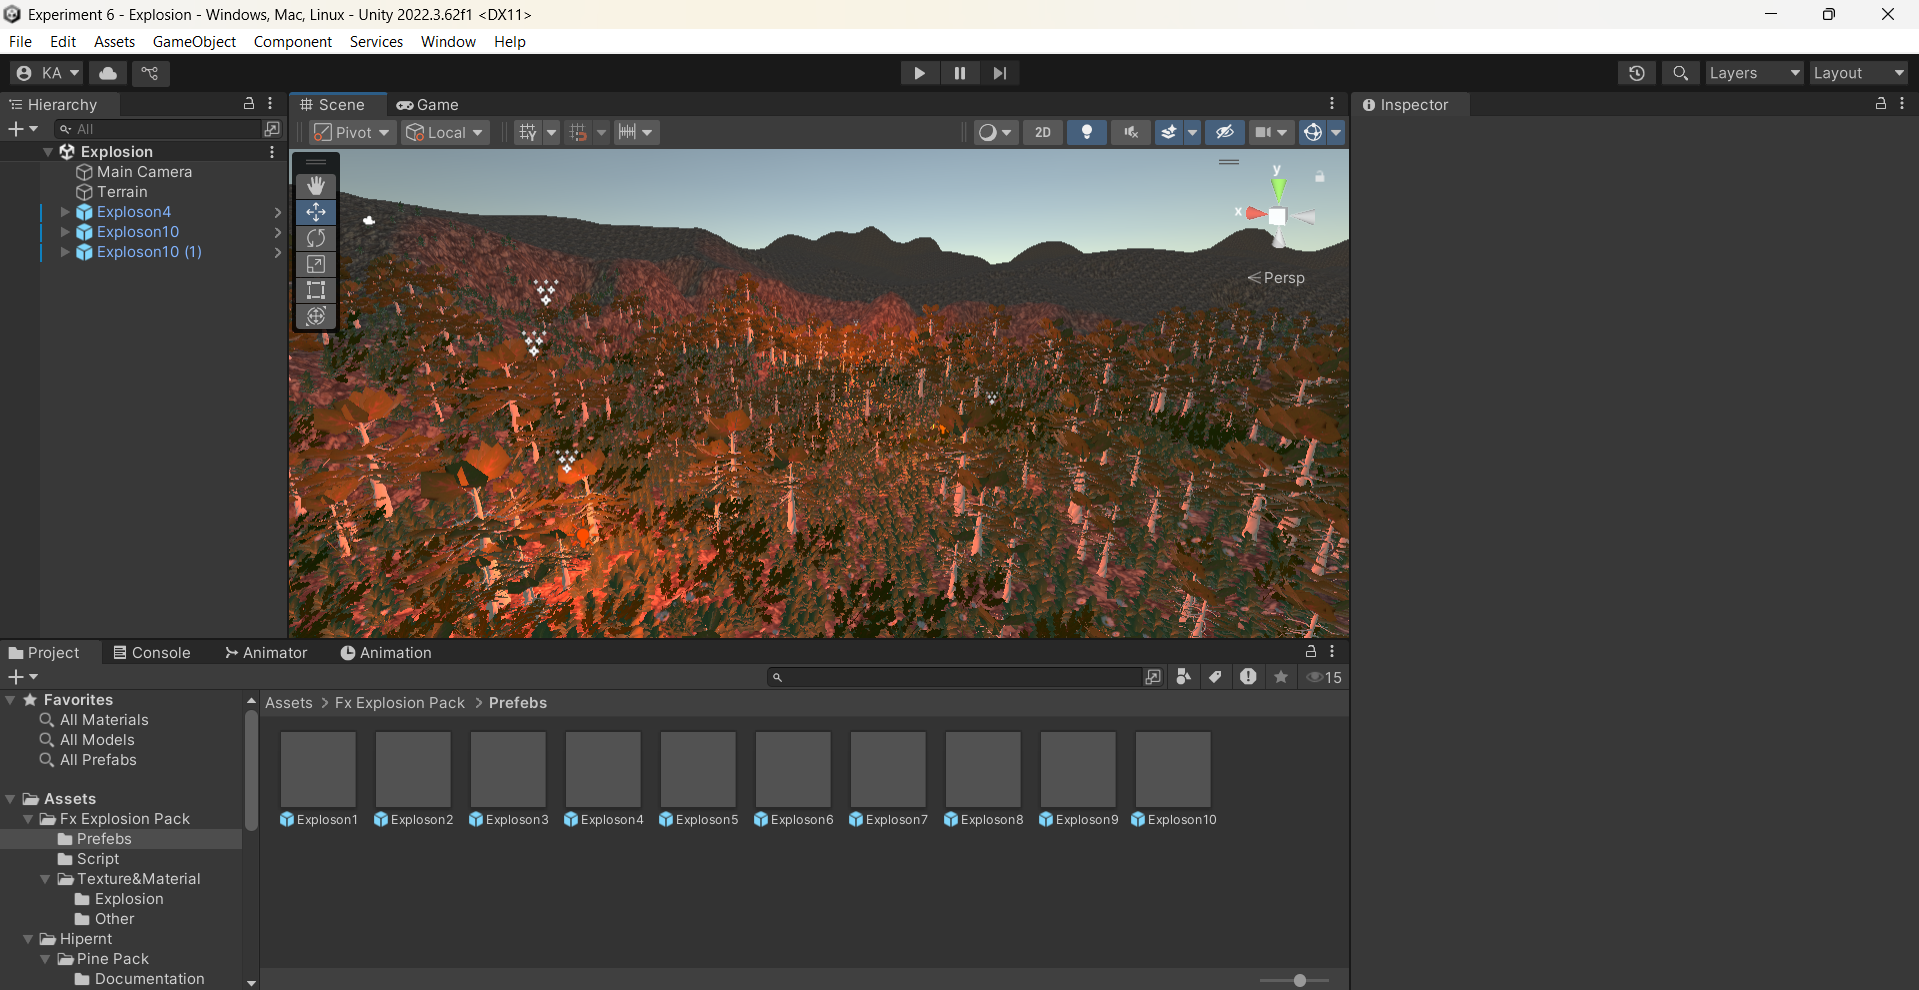 Experiment 6 - Explosion - Windows, Mac, Linux - Unity 2022.3.62f1 <DX11>
File Edit Assets GameObject Component Services Window Help
KA Layers Layout
Hierarchy
All
Explosion
Main Camera
Terrain
Exploson4
Exploson10
Exploson10 (1)
Scene Game
Pivot Local 2D
y
x
Persp
Inspector
Project Console Animator Animation
15
Favorites
All Materials
All Models
All Prefabs
Assets
Fx Explosion Pack
Prefebs
Script
Texture&Material
Explosion
Other
Hipernt
Pine Pack
Documentation
Assets > Fx Explosion Pack > Prefebs
Exploson1 Exploson2 Exploson3 Exploson4 Exploson5 Exploson6 Exploson7 Exploson8 Exploson9 Exploson10